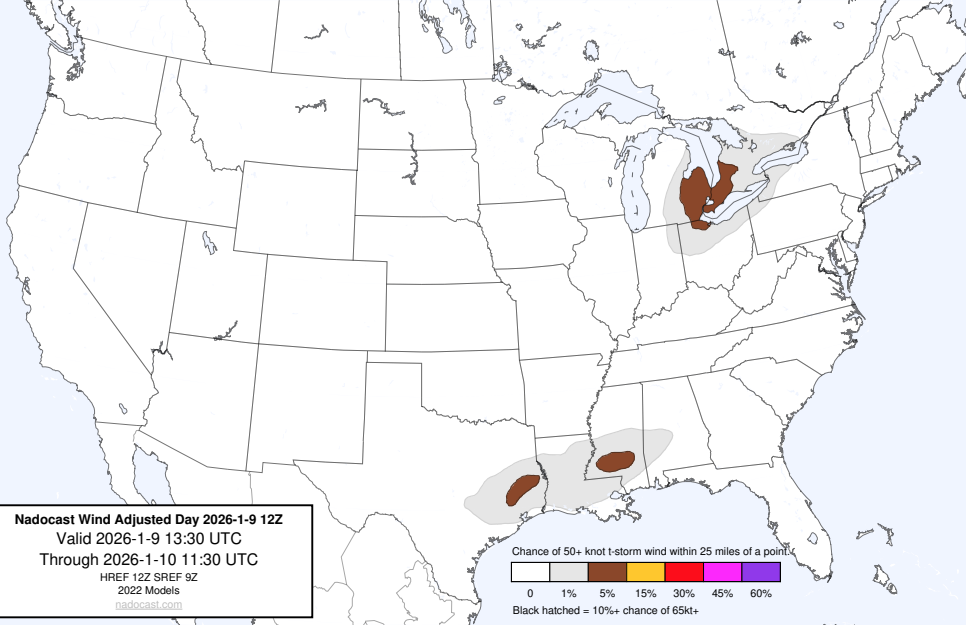 Nadocast Wind Adjusted Day 2026-1-9 12Z
Valid 2026-1-9 13:30 UTC
Through 2026-1-10 11:30 UTC
HREF 12Z SREF 9Z
2022 Models
nadocast.com
Chance of 50+ knot t-storm wind within 25 miles of a point.
0 1% 5% 15% 30% 45% 60%
Black hatched = 10%+ chance of 65kt+